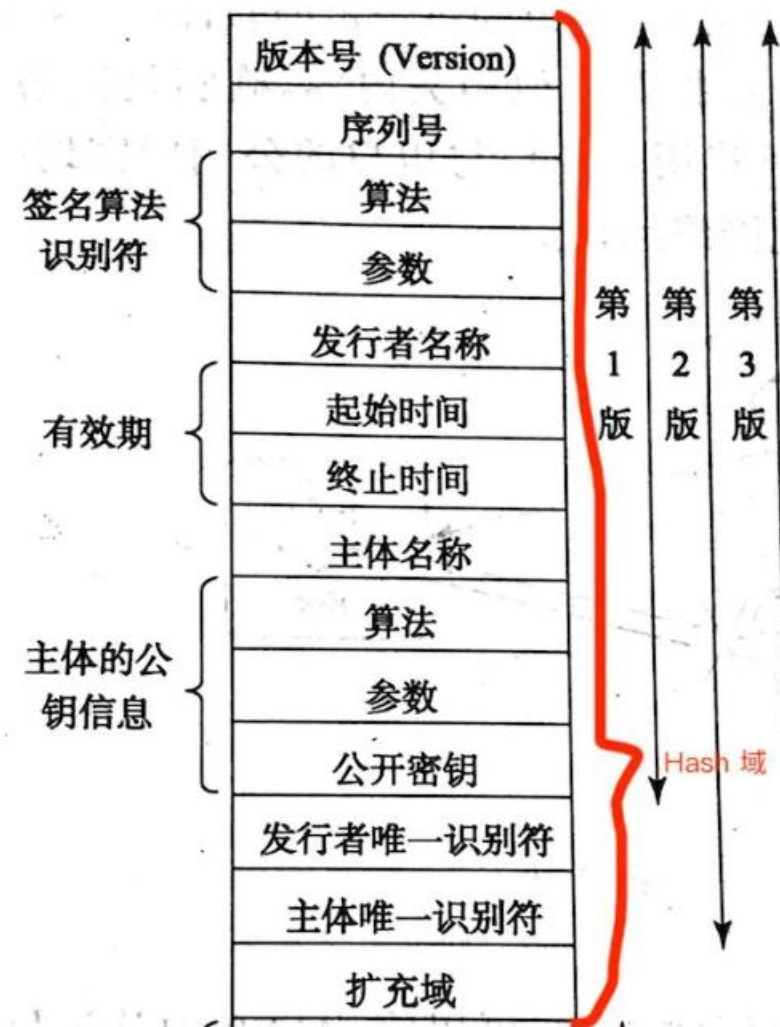 版本号 (Version)
序列号
签名算法
识别符
算法
参数
发行者名称
有效期
起始时间
终止时间
主体名称
主体的公
钥信息
算法
参数
公开密钥
发行者唯一识别符
主体唯一识别符
扩充域
第
1
版
第
2
版
第
3
版
Hash 域